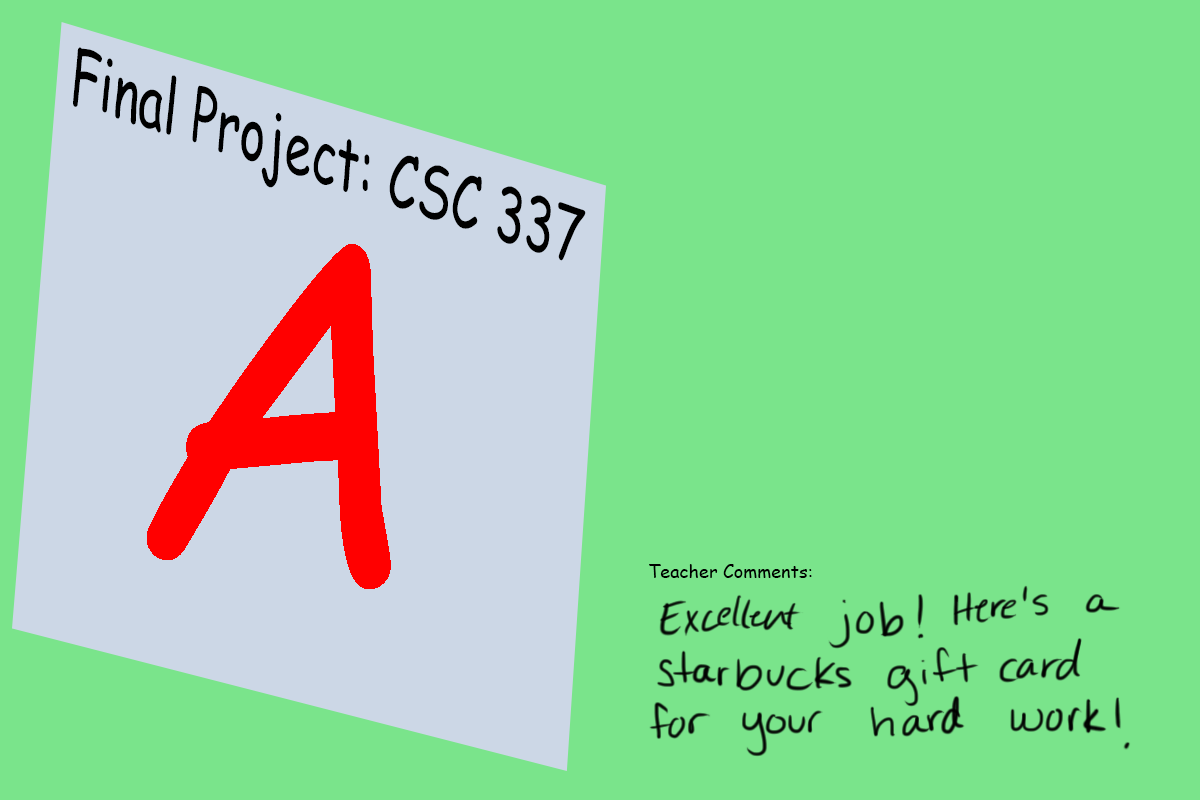 Final Project: CSC 337
A
Teacher Comments:
Excellent job! Here's a
starbucks gift card
for your hard work!